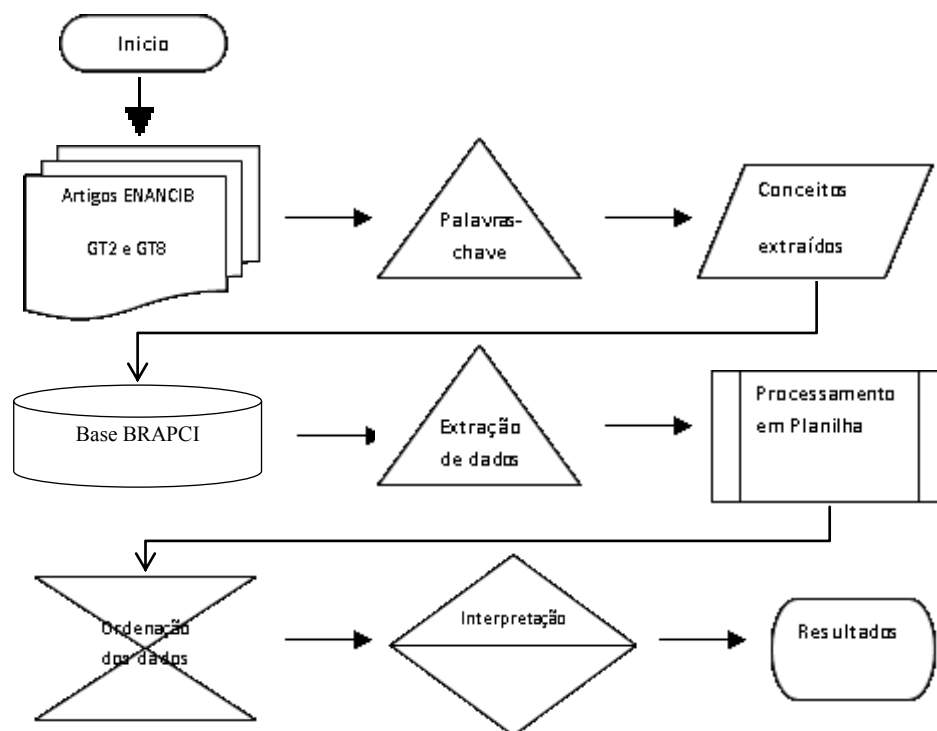 Inicio
Artigos ENANCIB
GT2 e GT8
Palavras-
chave
Conceitos
extraídos
Base BRAPCI
Extração
de dados
Processamento
em Planilha
Ordenação
dos dados
Interpretação
Resultados